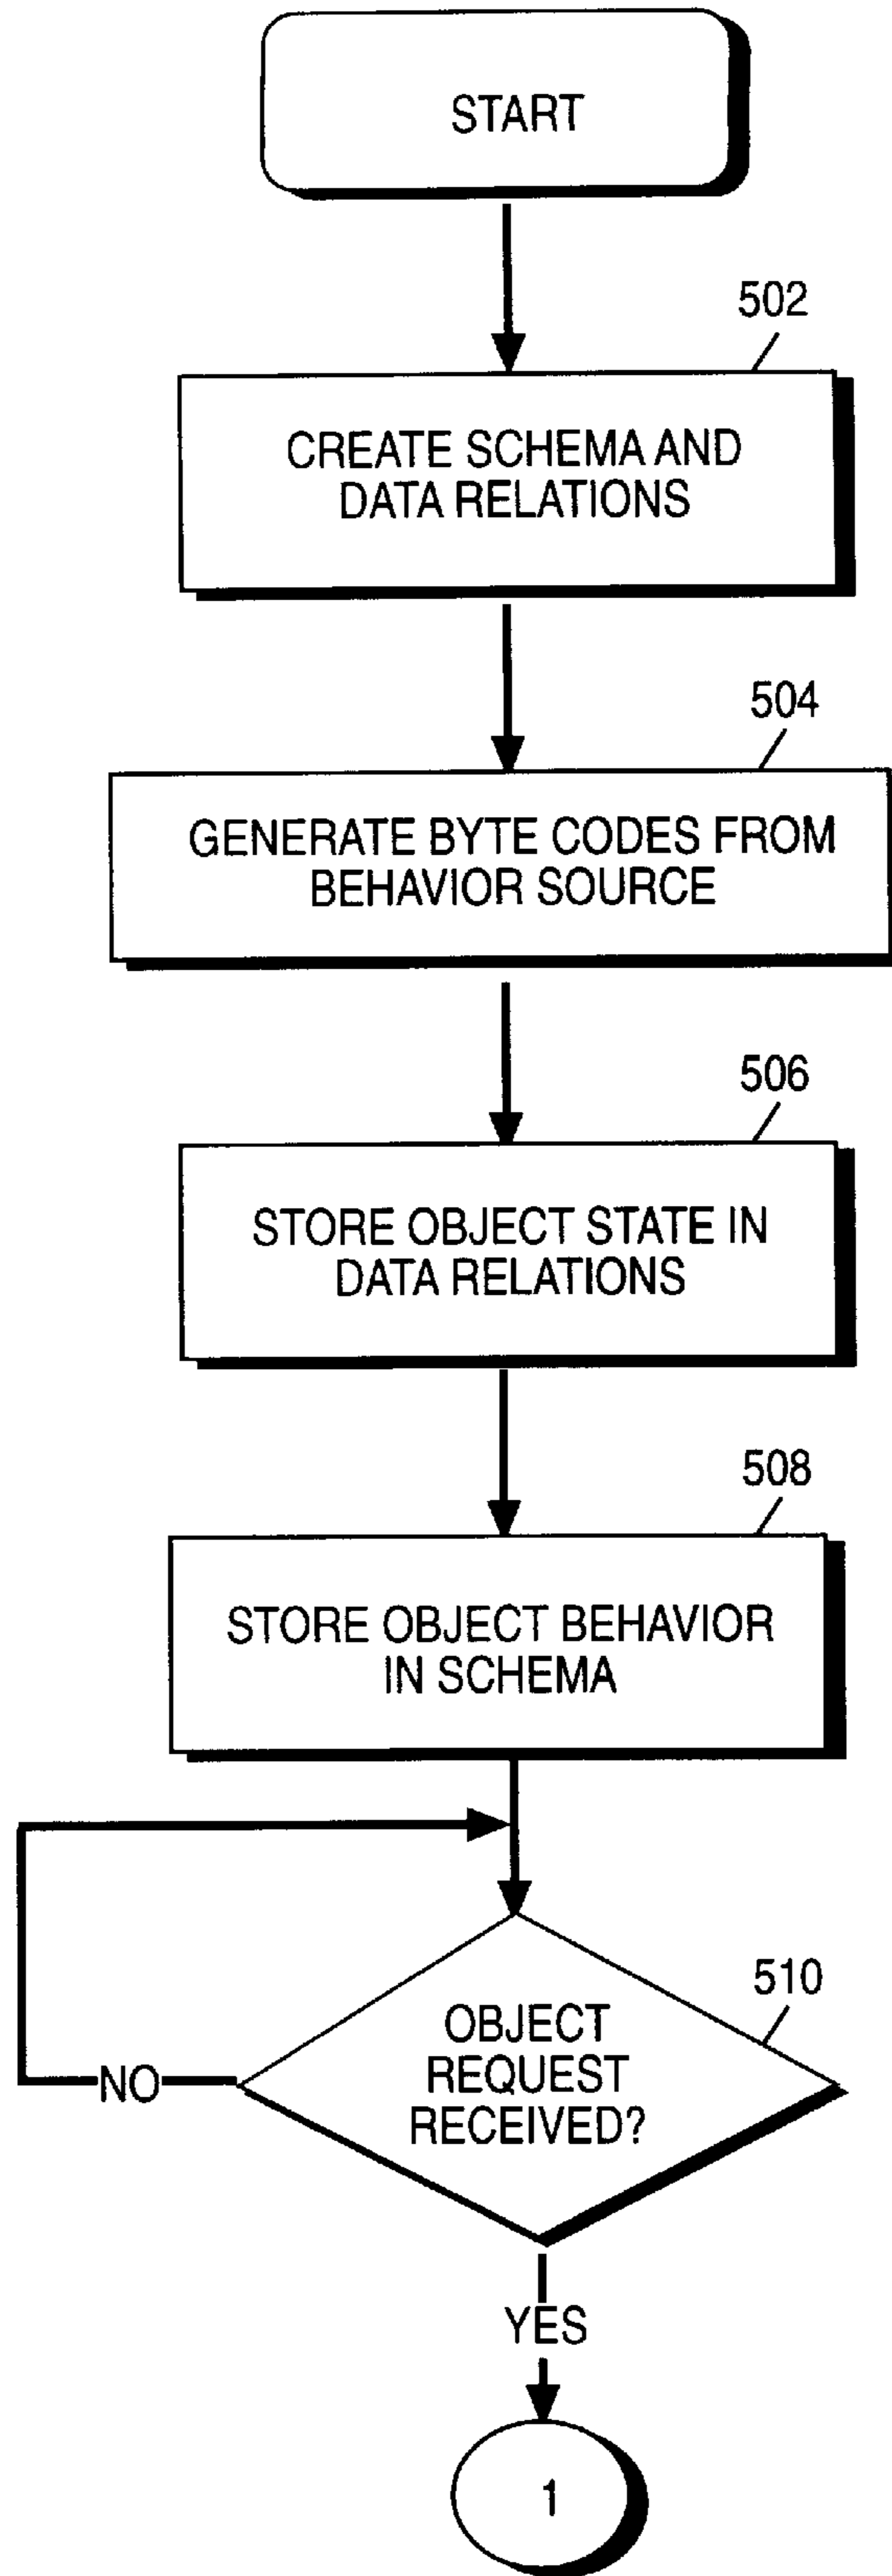 START
502
CREATE SCHEMA AND
DATA RELATIONS
504
GENERATE BYTE CODES FROM
BEHAVIOR SOURCE
506
STORE OBJECT STATE IN
DATA RELATIONS
508
STORE OBJECT BEHAVIOR
IN SCHEMA
510
OBJECT
REQUEST
RECEIVED?
NO
YES
1